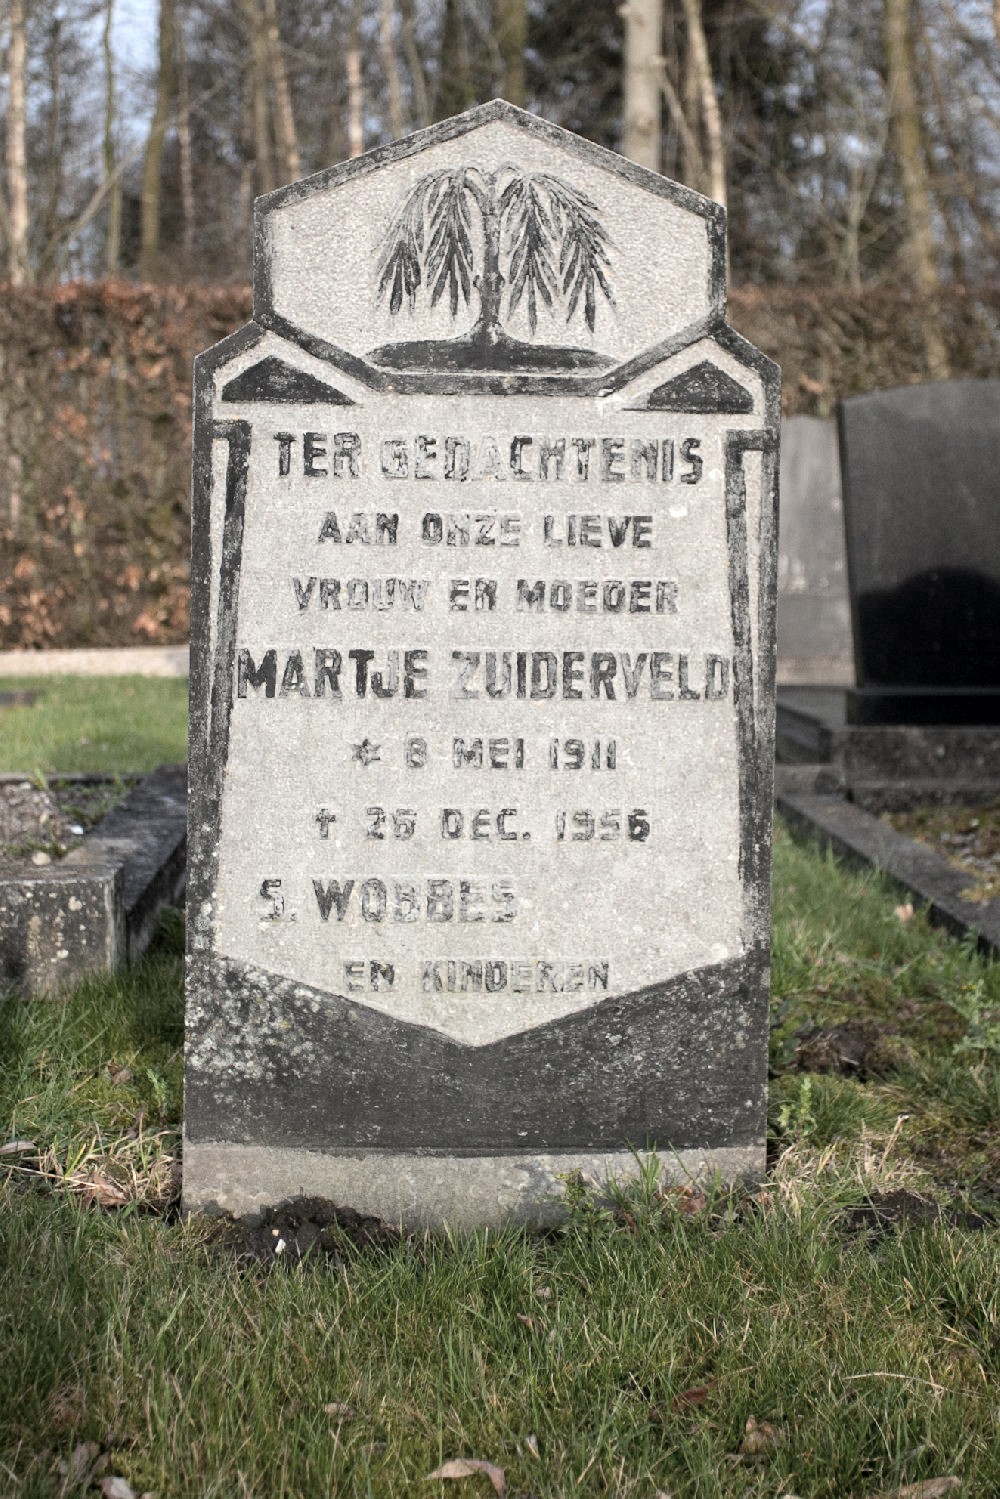 TER GEDACHTENIS
AAN ONZE LIEVE
VROUW EN MOEDER
MARTJE ZUIDERVELD
* 8 MEI 1911
† 26 DEC. 1956
S. WOBBES
EN KINDEREN